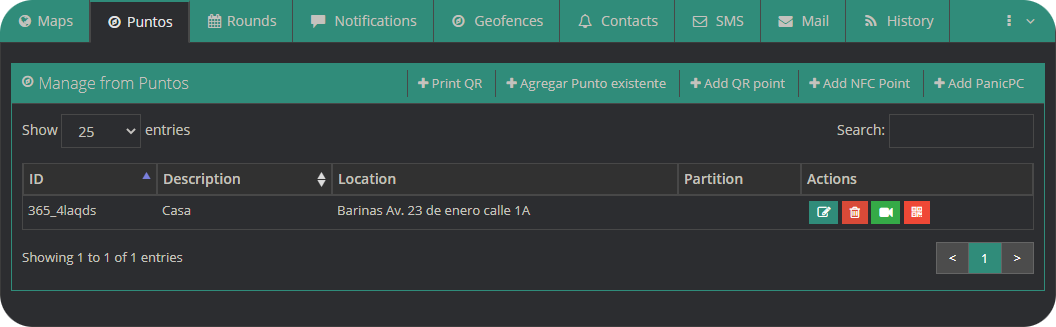 Maps Puntos Rounds Notifications Geofences Contacts SMS Mail History
Manage from Puntos Print QR Agregar Punto existente Add QR point Add NFC Point Add PanicPC
Show 25 entries Search:
ID Description Location Partition Actions
365_4laqds Casa Barinas Av. 23 de enero calle 1A
Showing 1 to 1 of 1 entries < 1 >